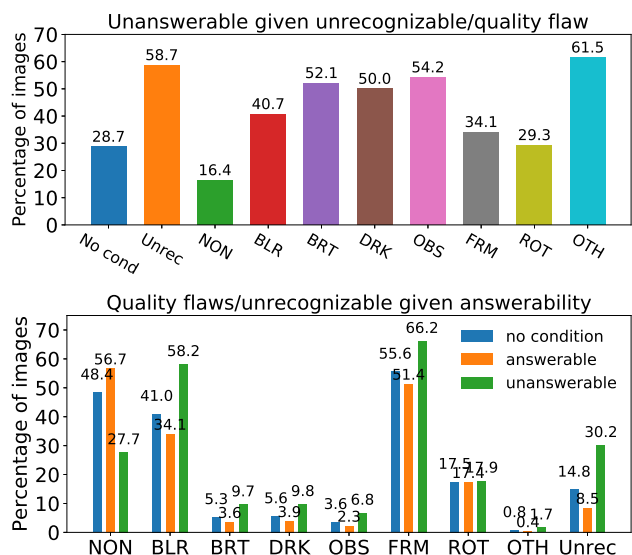 Unanswerable given unrecognizable/quality flaw
Percentage of images
70
60
50
40
30
20
10
0
28.7
58.7
16.4
40.7
52.1
50.0
54.2
34.1
29.3
61.5
No cond
Unrec
NON
BLR
BRT
DRK
OBS
FRM
ROT
OTH
Quality flaws/unrecognizable given answerability
Percentage of images
70
60
50
40
30
20
10
0
no condition
answerable
unanswerable
48.4
56.7
27.7
41.0
34.1
58.2
5.3
3.6
9.7
5.6
3.9
9.8
3.6
2.3
6.8
55.6
51.4
66.2
17.5
17.4
17.9
0.8
0.4
1.7
14.8
8.5
30.2
NON
BLR
BRT
DRK
OBS
FRM
ROT
OTH
Unrec